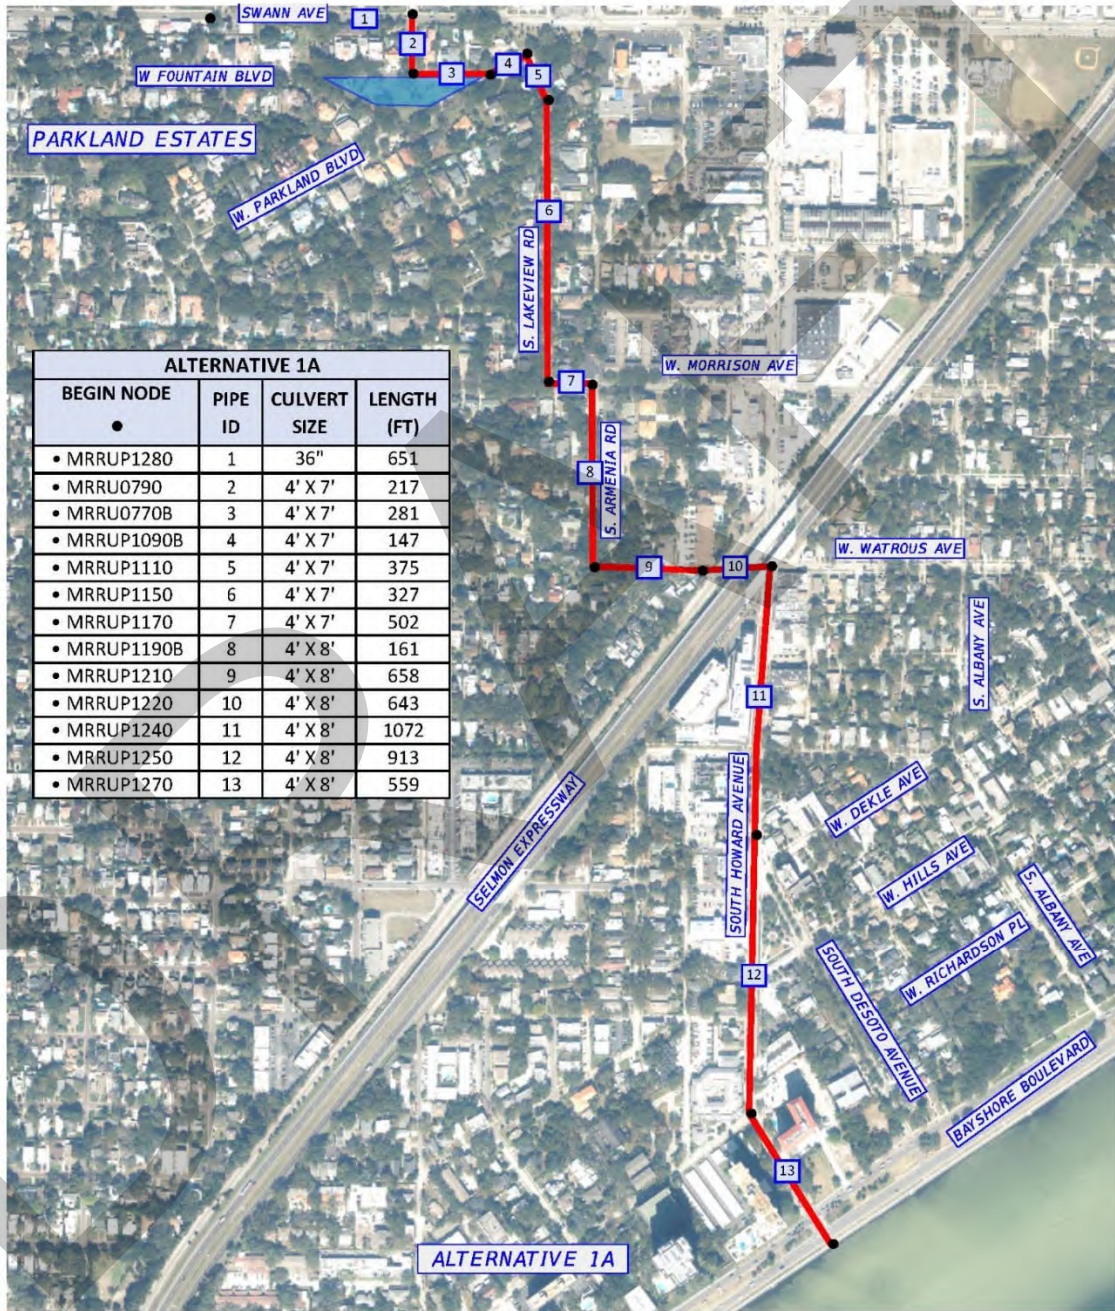 SWANN AVE
1
2
W FOUNTAIN BLVD
3
4
5
PARKLAND ESTATES
W. PARKLAND BLVD
6
S. LAKEVIEW RD
W. MORRISON AVE
7
ALTERNATIVE 1A
BEGIN NODE PIPE ID CULVERT SIZE LENGTH (FT)
• MRRUP1280 1 36" 651
• MRRU0790 2 4' X 7' 217
• MRRU0770B 3 4' X 7' 281
• MRRUP1090B 4 4' X 7' 147
• MRRUP1110 5 4' X 7' 375
• MRRUP1150 6 4' X 7' 327
• MRRUP1170 7 4' X 7' 502
• MRRUP1190B 8 4' X 8' 161
• MRRUP1210 9 4' X 8' 658
• MRRUP1220 10 4' X 8' 643
• MRRUP1240 11 4' X 8' 1072
• MRRUP1250 12 4' X 8' 913
• MRRUP1270 13 4' X 8' 559
8
S. ARMENIA RD
W. WATROUS AVE
9
10
S. ALBANY AVE
11
SOUTH HOWARD AVENUE
SELMON EXPRESSWAY
W. DEKLE AVE
W. HILLS AVE
S. ALBANY AVE
W. RICHARDSON PL
12
SOUTH DESOTO AVENUE
BAYSHORE BOULEVARD
13
ALTERNATIVE 1A